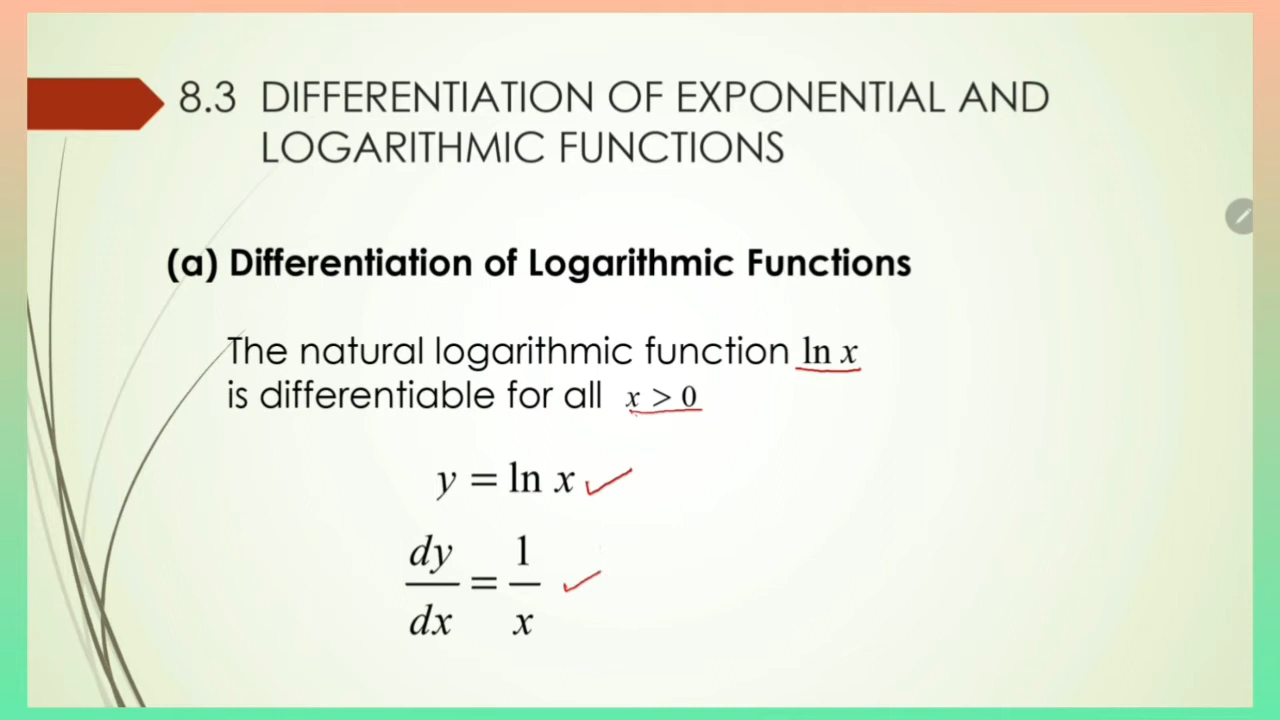 8.3 DIFFERENTIATION OF EXPONENTIAL AND
LOGARITHMIC FUNCTIONS
(a) Differentiation of Logarithmic Functions
The natural logarithmic function ln x
is differentiable for all x > 0
y = ln x
dy/dx = 1/x